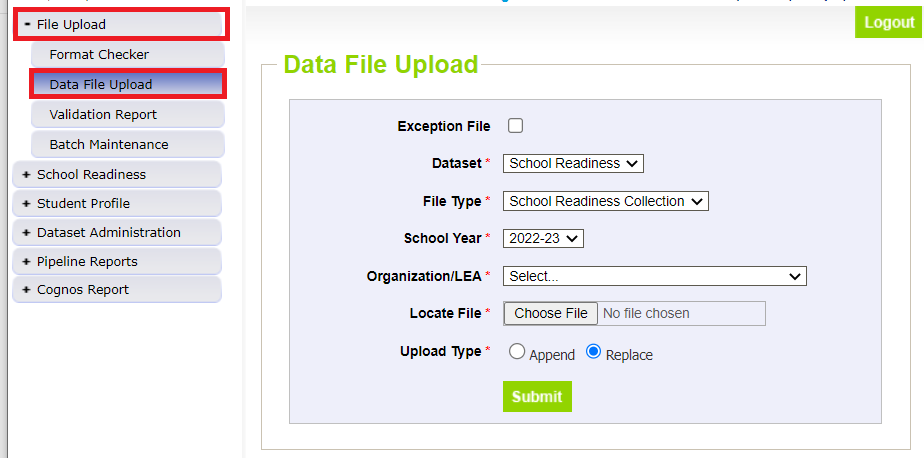 - File Upload
Format Checker
Data File Upload
Validation Report
Batch Maintenance
+ School Readiness
+ Student Profile
+ Dataset Administration
+ Pipeline Reports
+ Cognos Report
Logout
Data File Upload
Exception File
Dataset * School Readiness
File Type * School Readiness Collection
School Year * 2022-23
Organization/LEA * Select...
Locate File * Choose File No file chosen
Upload Type * Append Replace
Submit